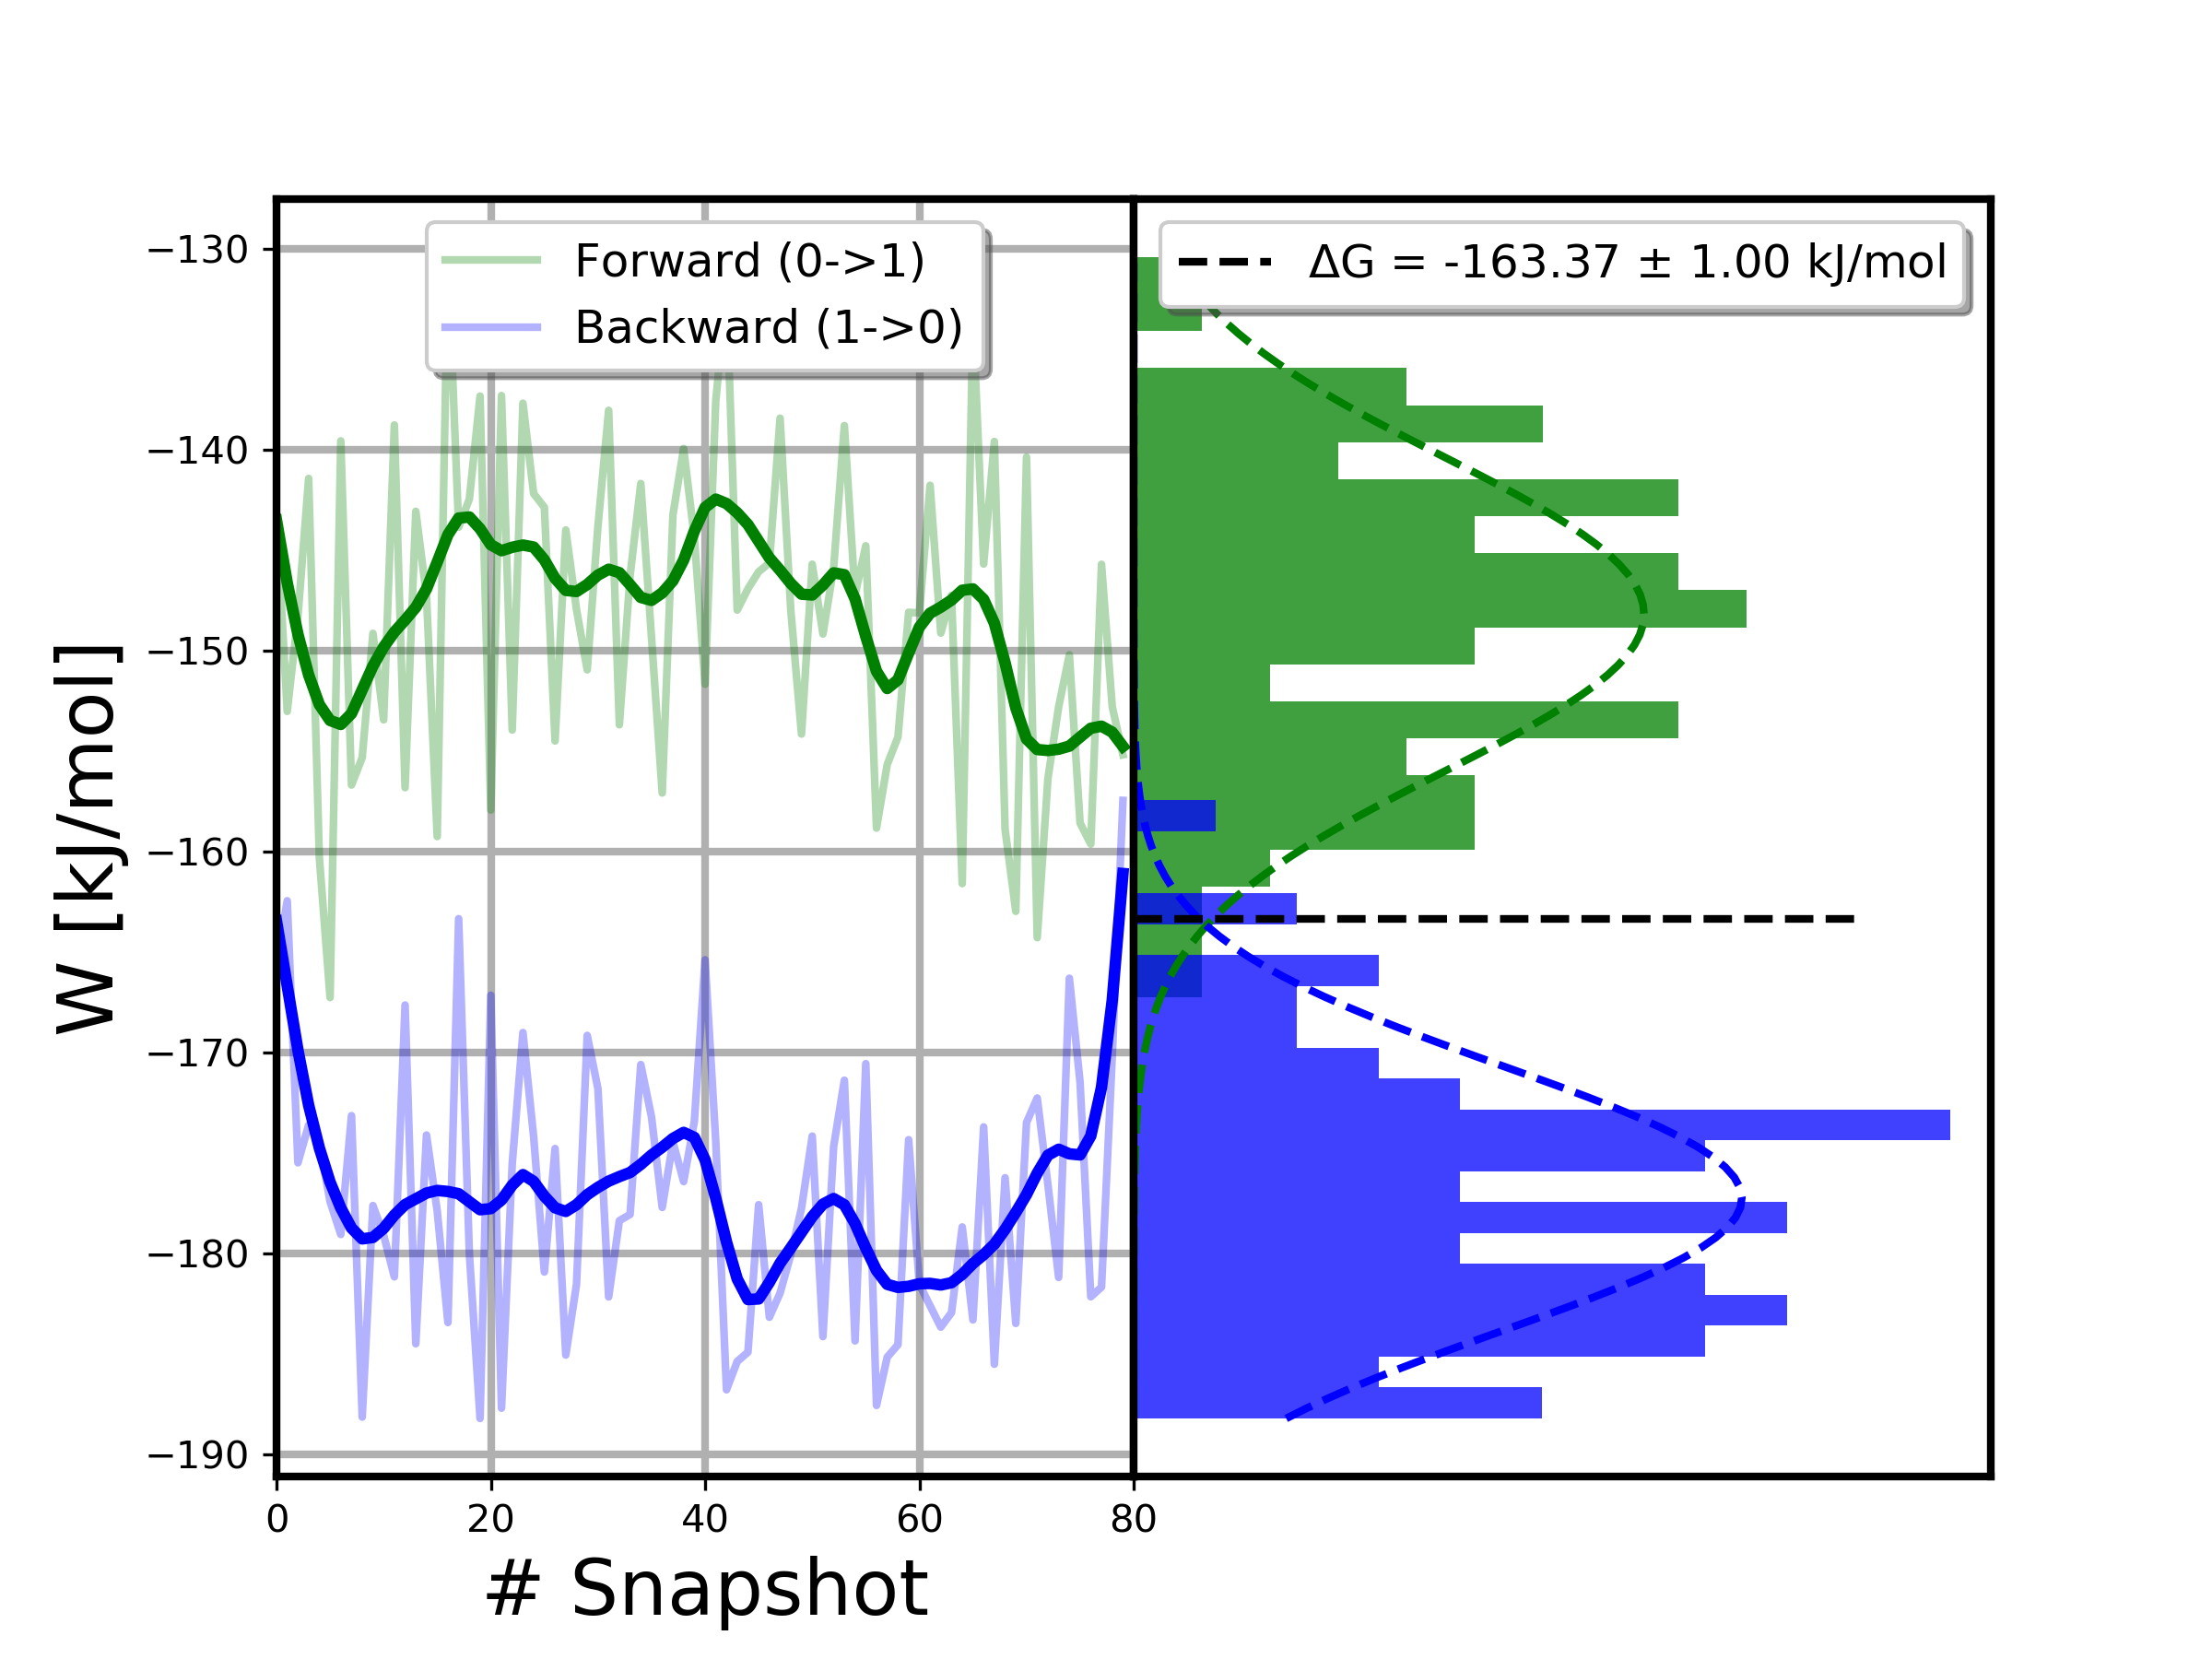 Forward (0->1)
Backward (1->0)
ΔG = -163.37 ± 1.00 kJ/mol
W [kJ/mol]
−130
−140
−150
−160
−170
−180
−190
0 20 40 60 80
# Snapshot